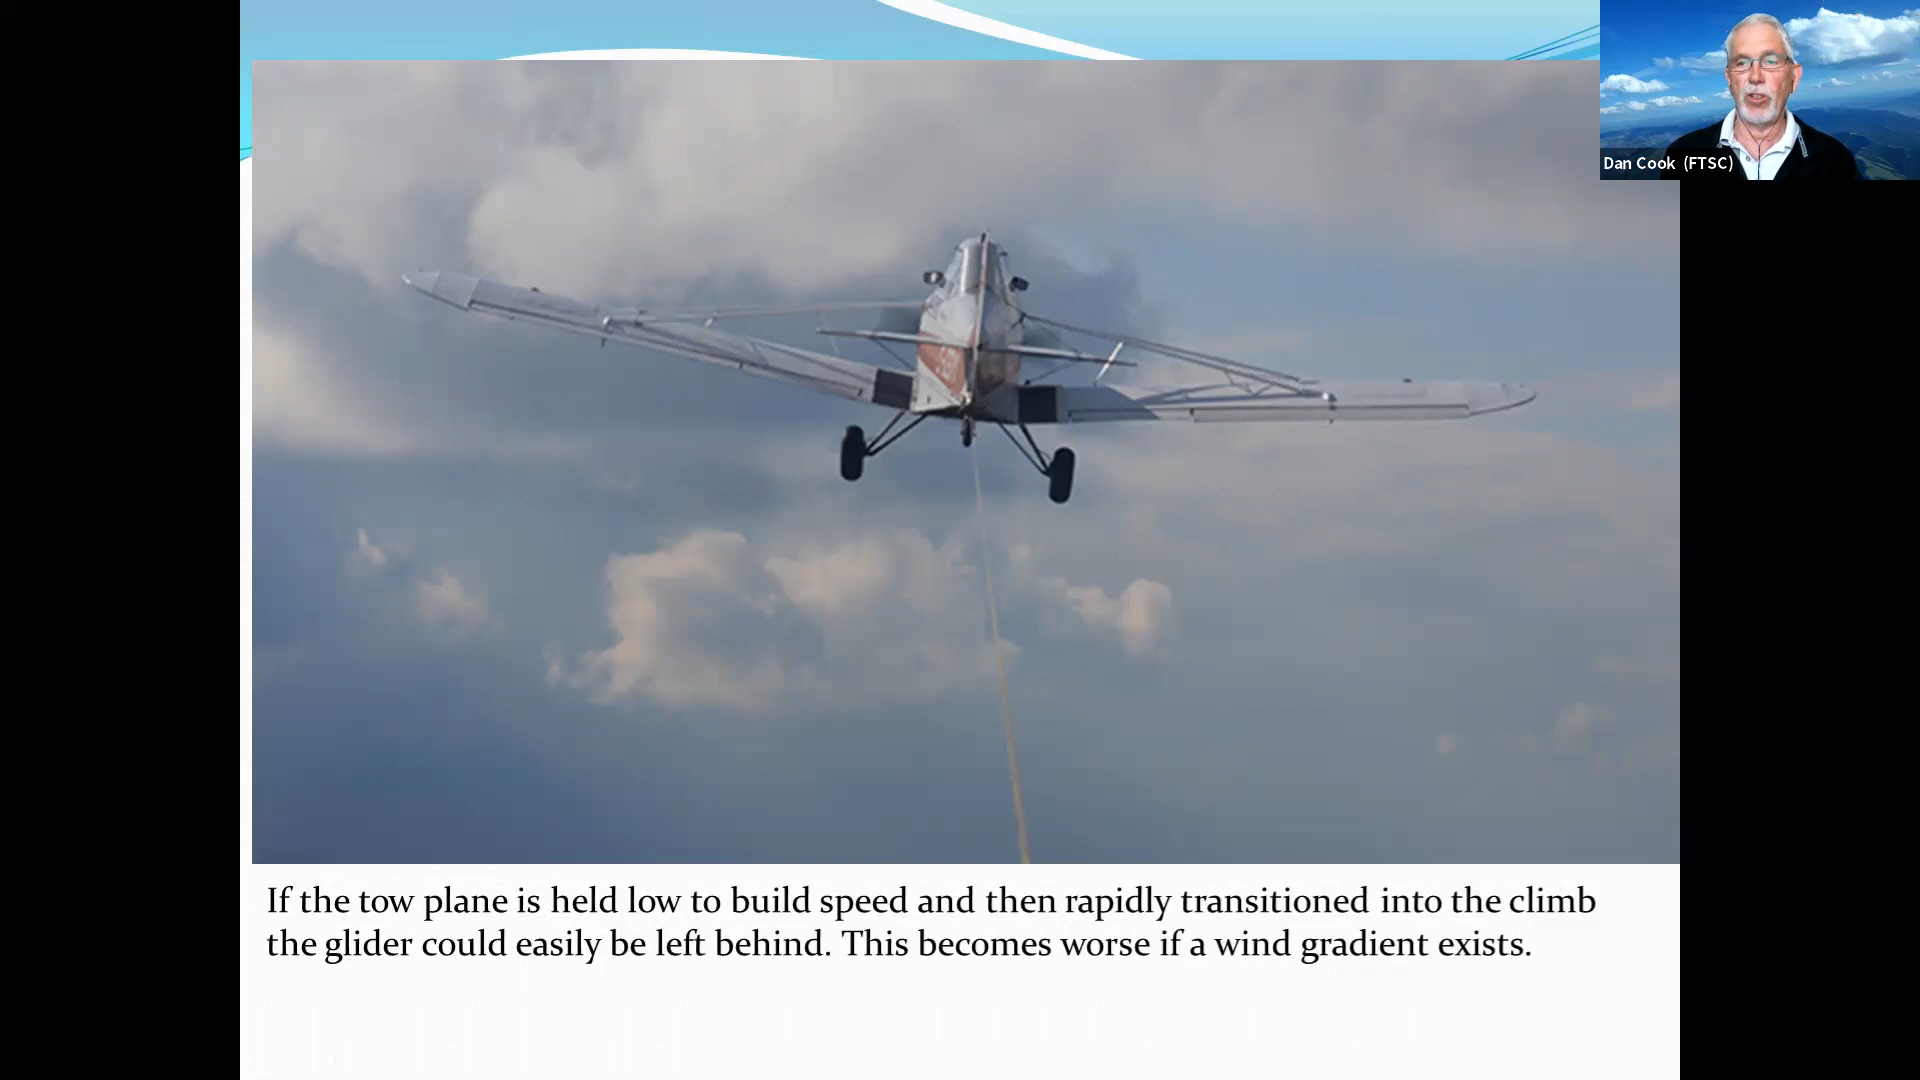 Dan Cook (FTSC)
If the tow plane is held low to build speed and then rapidly transitioned into the climb
the glider could easily be left behind. This becomes worse if a wind gradient exists.